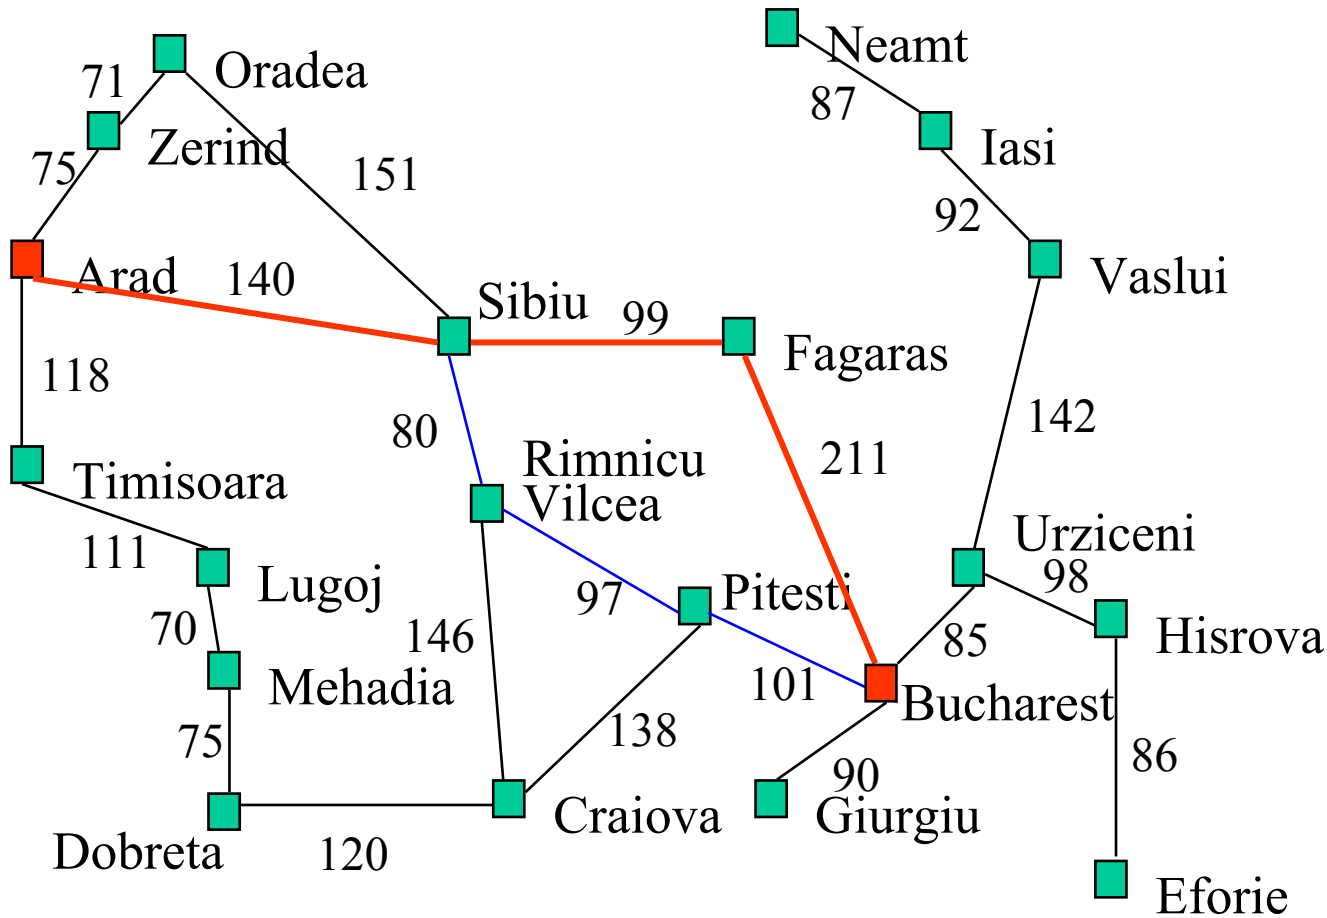 Neamt
Oradea
71
87
Zerind
Iasi
75
151
92
Arad
140
Vaslui
Sibiu
99
Fagaras
118
80
142
Rimnicu
Vilcea
211
Timisoara
Urziceni
111
98
Lugoj
97
Pitesti
70
146
85
Hisrova
Mehadia
101
Bucharest
75
138
86
90
Craiova
Giurgiu
Dobreta
120
Eforie